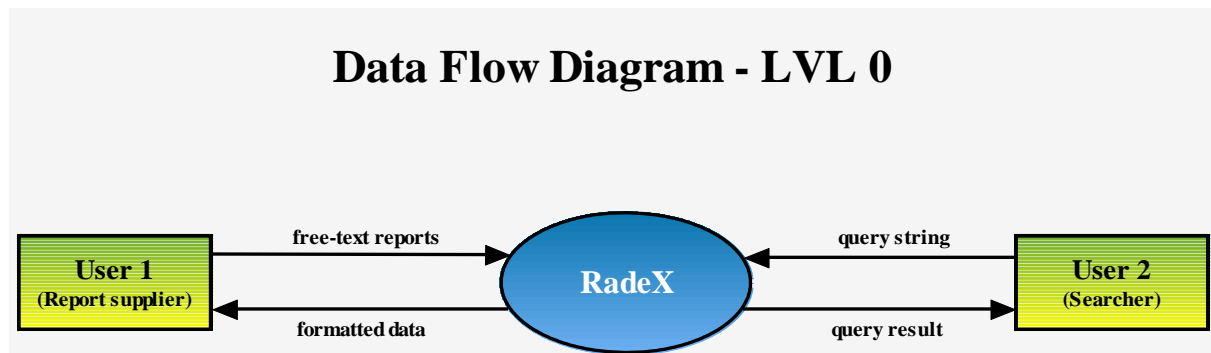 Data Flow Diagram - LVL 0
free-text reports
query string
User 1
(Report supplier)
RadeX
User 2
(Searcher)
formatted data
query result